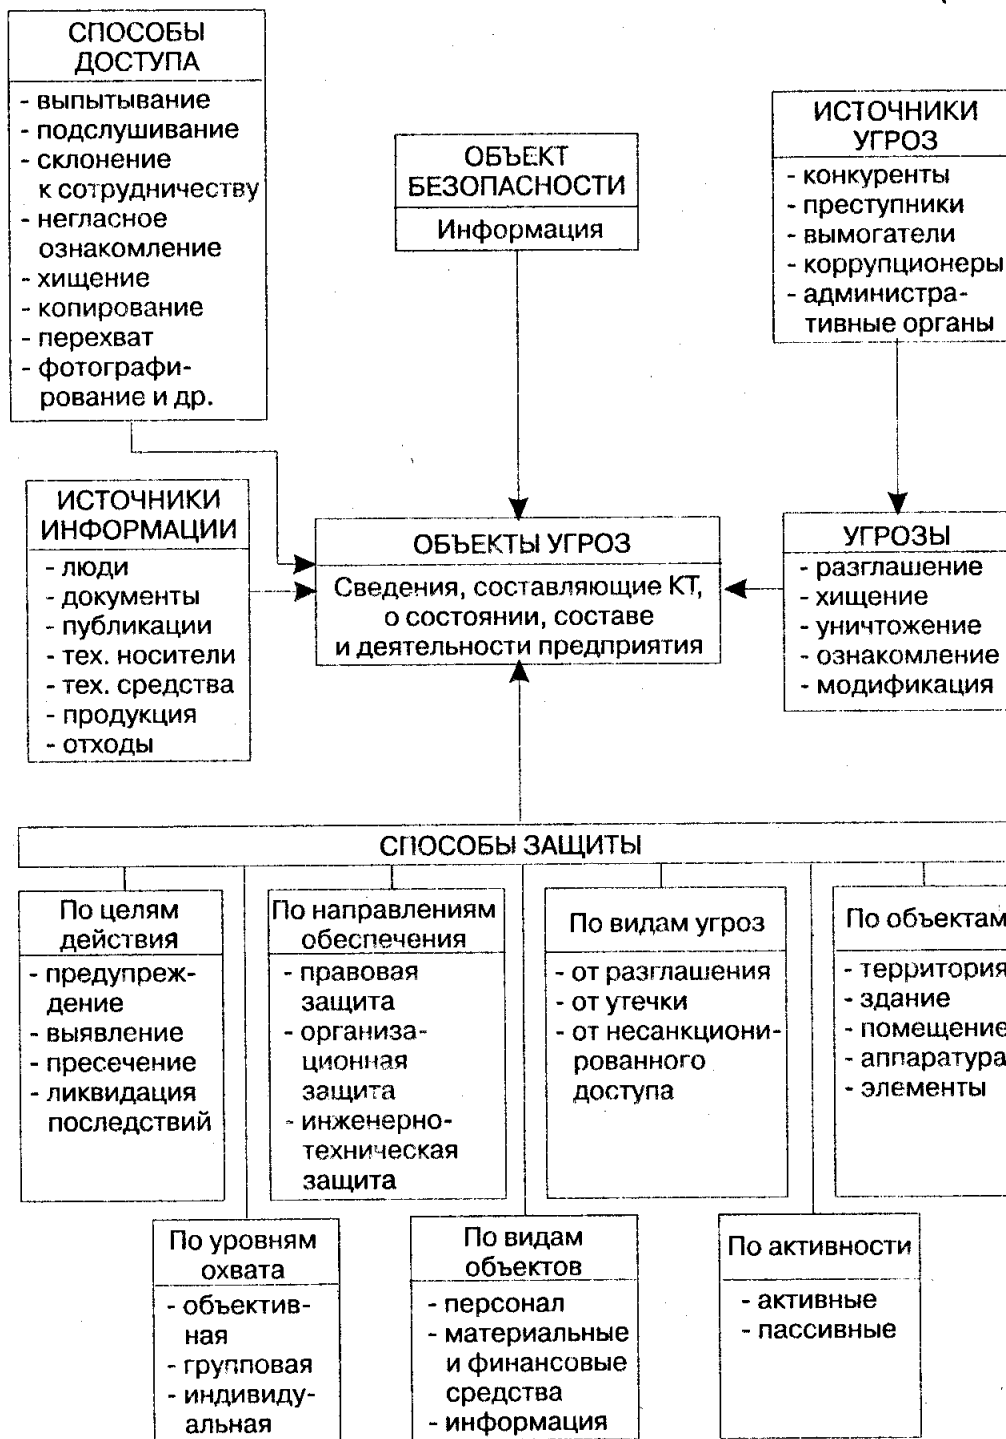 СПОСОБЫ
ДОСТУПА
- выпытывание
- подслушивание
- склонение
к сотрудничеству
- негласное
ознакомление
- хищение
- копирование
- перехват
- фотографи-
рование и др.
ОБЪЕКТ
БЕЗОПАСНОСТИ
Информация
ИСТОЧНИКИ
УГРОЗ
- конкуренты
- преступники
- вымогатели
- коррупционеры
- администра-
тивные органы
ИСТОЧНИКИ
ИНФОРМАЦИИ
- люди
- документы
- публикации
- тех. носители
- тех. средства
- продукция
- отходы
ОБЪЕКТЫ УГРОЗ
Сведения, составляющие КТ,
о состоянии, составе
и деятельности предприятия
УГРОЗЫ
- разглашение
- хищение
- уничтожение
- ознакомление
- модификация
СПОСОБЫ ЗАЩИТЫ
По целям
действия
- предупреж-
дение
- выявление
- пресечение
- ликвидация
последствий
По направлениям
обеспечения
- правовая
защита
- организа-
ционная
защита
- инженерно-
техническая
защита
По видам угроз
- от разглашения
- от утечки
- от несанкциони-
рованного
доступа
По объектам
- территория
- здание
- помещение
- аппаратура
- элементы
По уровням
охвата
- объектив-
ная
- групповая
- индивиду-
альная
По видам
объектов
- персонал
- материальные
и финансовые
средства
- информация
По активности
- активные
- пассивные